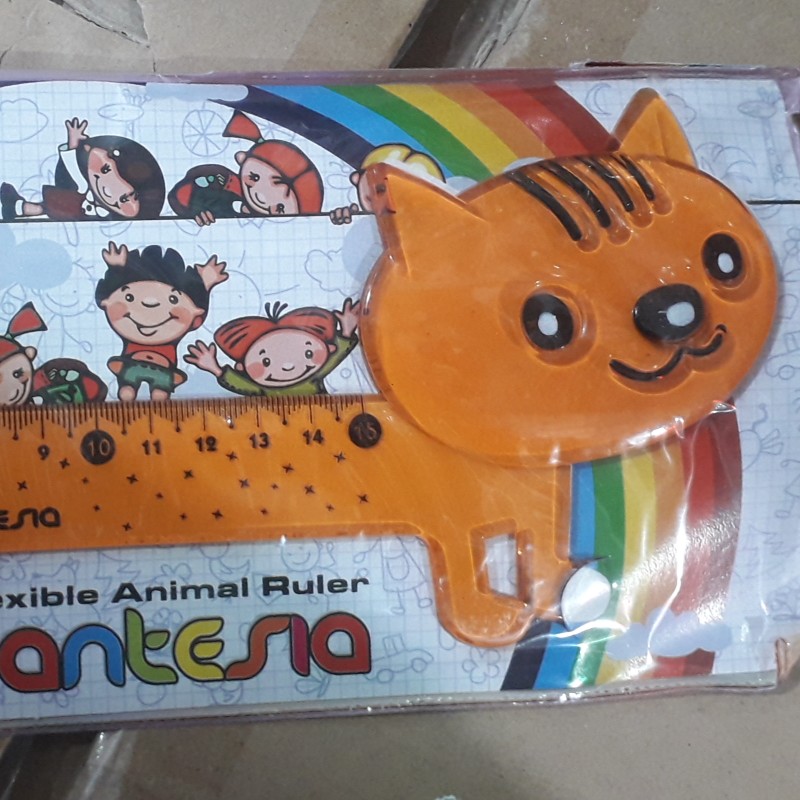 9 10 11 12 13 14 15
esia
exible Animal Ruler
antesia